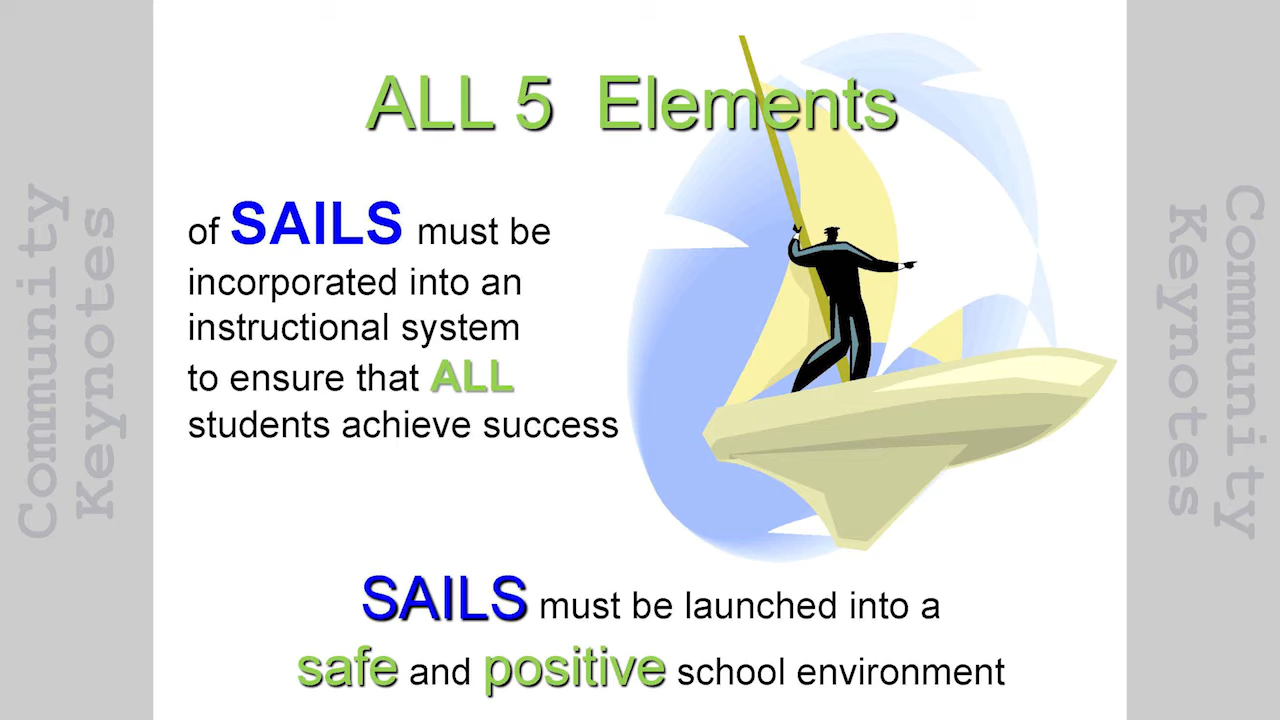 ALL 5 Elements
of SAILS must be
incorporated into an
instructional system
to ensure that ALL
students achieve success
SAILS must be launched into a
safe and positive school environment
Community
Keynotes
Community
Keynotes